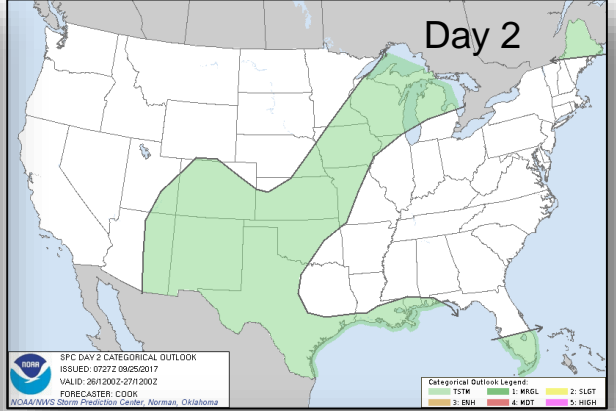 Day 2
NOAA
SPC DAY 2 CATEGORICAL OUTLOOK
ISSUED: 0727Z 09/25/2017
VALID: 26/1200Z-27/1200Z
FORECASTER: COOK
NOAA/NWS Storm Prediction Center, Norman, Oklahoma
Categorical Outlook Legend:
TSTM 1: MRGL 2: SLGT
3: ENH 4: MDT 5: HIGH